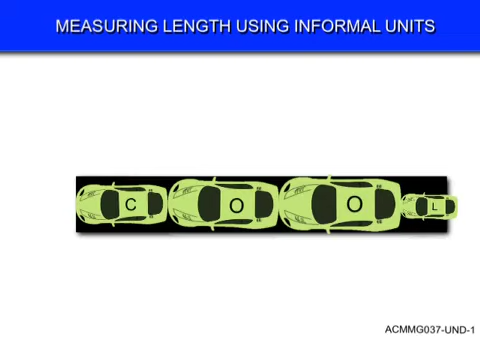 MEASURING LENGTH USING INFORMAL UNITS
C O O L
ACMMG037-UND-1